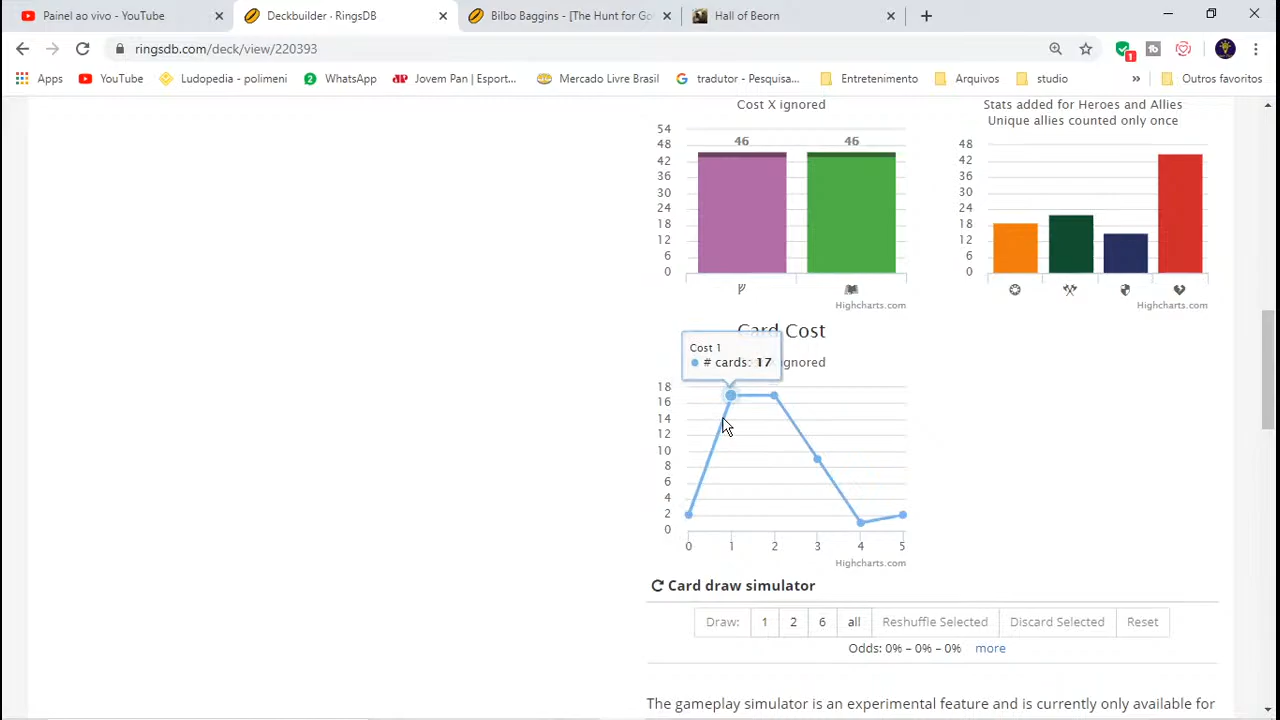 Painel ao vivo - YouTube
Deckbuilder · RingsDB
Bilbo Baggins - [The Hunt for Go
Hall of Beorn
ringsdb.com/deck/view/220393
1
Apps
YouTube
Ludopedia - polimeni
2
WhatsApp
Jovem Pan | Esport...
Mercado Livre Brasil
tradutor - Pesquisa...
Entretenimento
Arquivos
studio
»
Outros favoritos
Cost X ignored
54
48
42
36
30
24
18
12
6
0
46
46
Highcharts.com
Stats added for Heroes and Allies
Unique allies counted only once
48
42
36
30
24
18
12
6
0
Highcharts.com
Card Cost
ignored
Cost 1
# cards: 17
18
16
14
12
10
8
6
4
2
0
0 1 2 3 4 5
Highcharts.com
Card draw simulator
Draw: 1 2 6 all Reshuffle Selected Discard Selected Reset
Odds: 0% – 0% – 0% more
The gameplay simulator is an experimental feature and is currently only available for